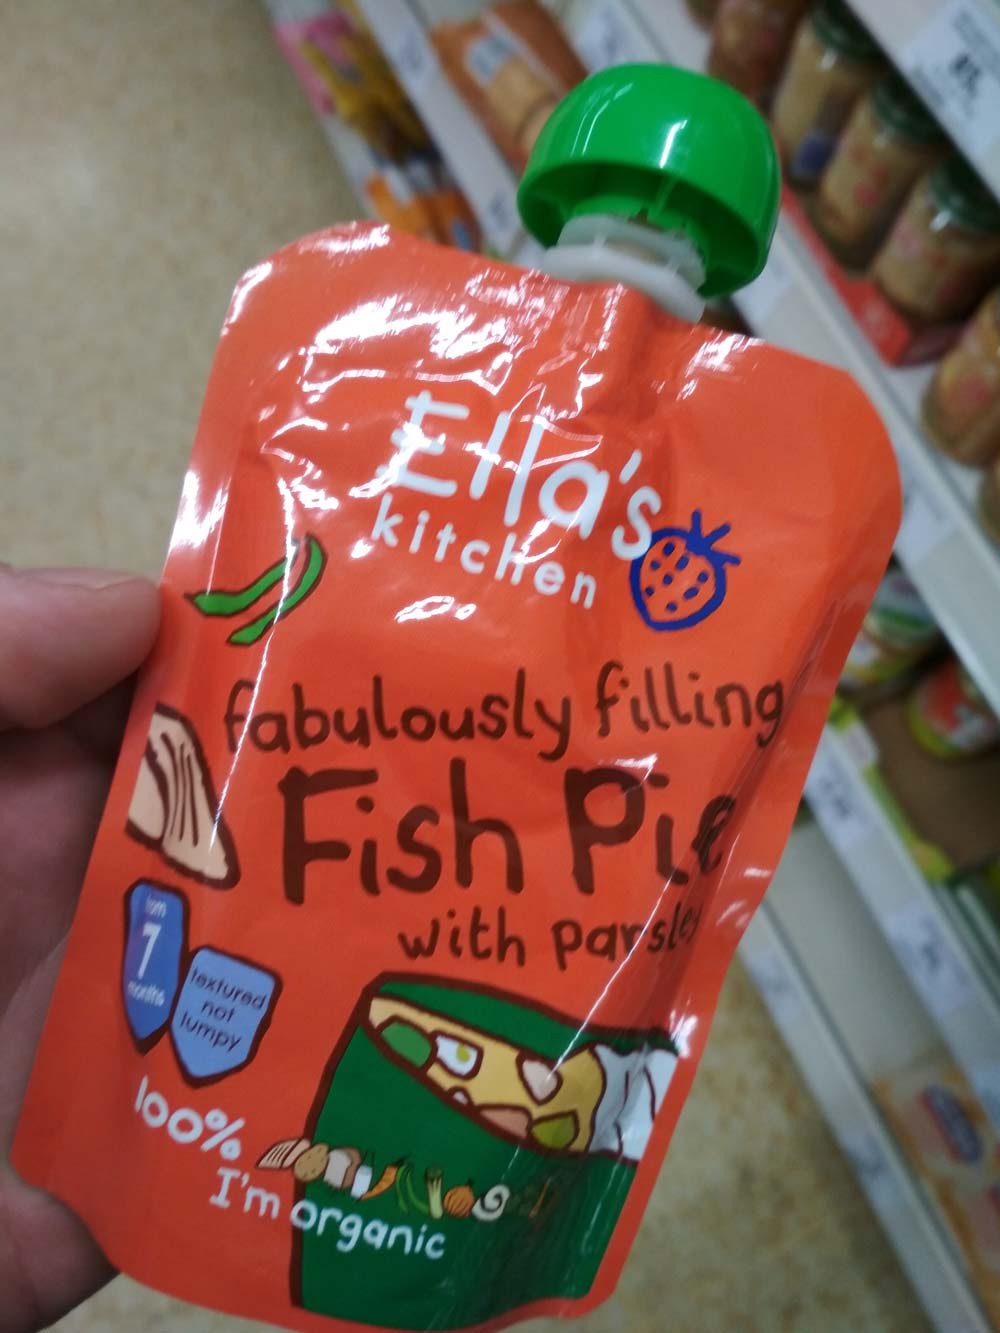 Ella's
kitchen
fabulously filling
Fish Pie
with parsley
from
7
months
textured
not
lumpy
100%
I'm organic